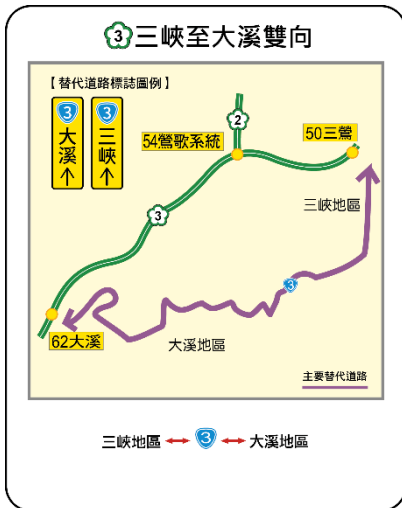 3 三峽至大溪雙向
【替代道路標誌圖例】
3 大溪↑
3 三峽↑
2
54鶯歌系統
50三鶯
三峽地區
3
3
大溪地區
62大溪
主要替代道路
三峽地區 ↔ 3 ↔ 大溪地區